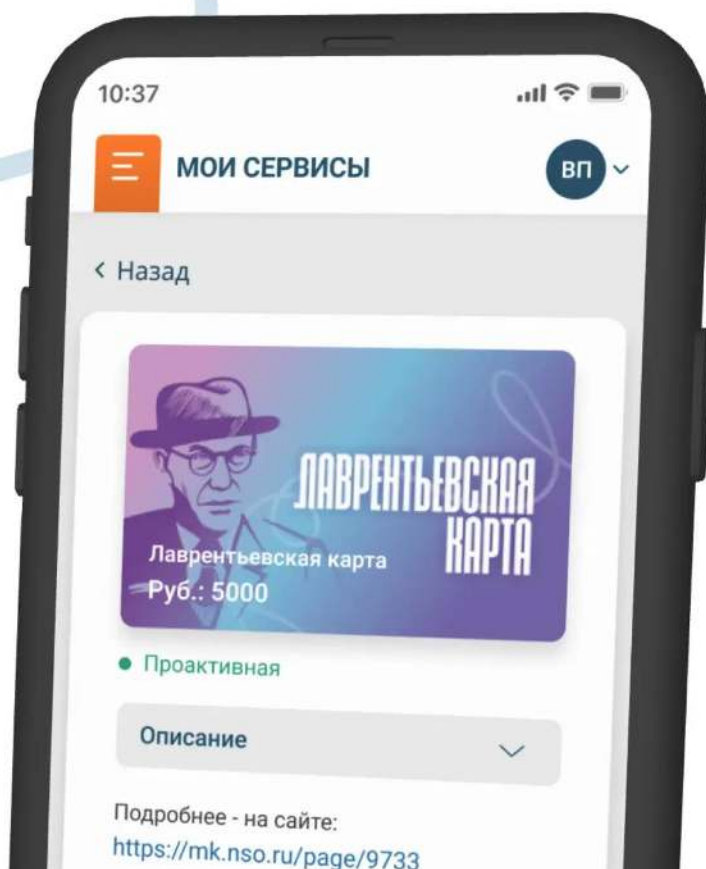 10:37
МОИ СЕРВИСЫ
ВП
Назад
ЛАВРЕНТЬЕВСКАЯ
КАРТА
Лаврентьевская карта
Руб.: 5000
Проактивная
Описание
Подробнее - на сайте:
https://mk.nso.ru/page/9733